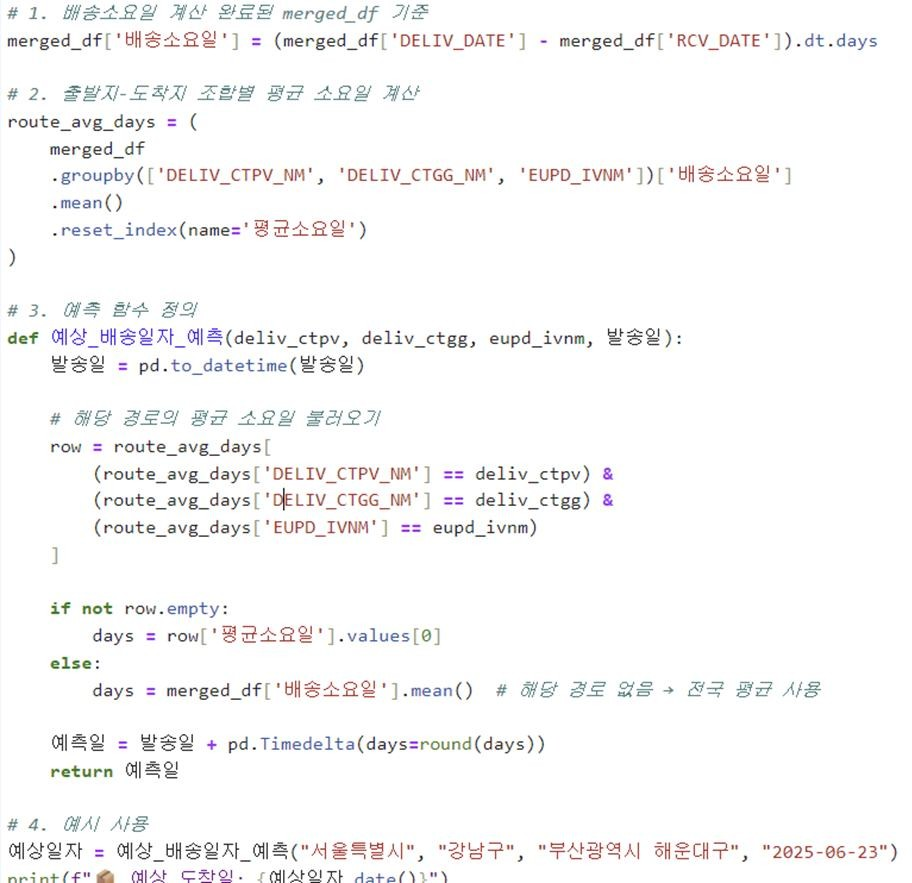 # 1. 배송소요일 계산 완료된 merged_df 기준
merged_df['배송소요일'] = (merged_df['DELIV_DATE'] - merged_df['RCV_DATE']).dt.days
# 2. 출발지-도착지 조합별 평균 소요일 계산
route_avg_days = (
    merged_df
    .groupby(['DELIV_CTPV_NM', 'DELIV_CTGG_NM', 'EUPD_IVNM'])['배송소요일']
    .mean()
    .reset_index(name='평균소요일')
)
# 3. 예측 함수 정의
def 예상_배송일자_예측(deliv_ctpv, deliv_ctgg, eupd_ivnm, 발송일):
    발송일 = pd.to_datetime(발송일)
    # 해당 경로의 평균 소요일 불러오기
    row = route_avg_days[
        (route_avg_days['DELIV_CTPV_NM'] == deliv_ctpv) &
        (route_avg_days['DELIV_CTGG_NM'] == deliv_ctgg) &
        (route_avg_days['EUPD_IVNM'] == eupd_ivnm)
    ]
    if not row.empty:
        days = row['평균소요일'].values[0]
    else:
        days = merged_df['배송소요일'].mean()  # 해당 경로 없음 → 전국 평균 사용
    예측일 = 발송일 + pd.Timedelta(days=round(days))
    return 예측일
# 4. 예시 사용
예상일자 = 예상_배송일자_예측("서울특별시", "강남구", "부산광역시 해운대구", "2025-06-23")
print(f"📦 예상 도착일: {예상일자.date()}")